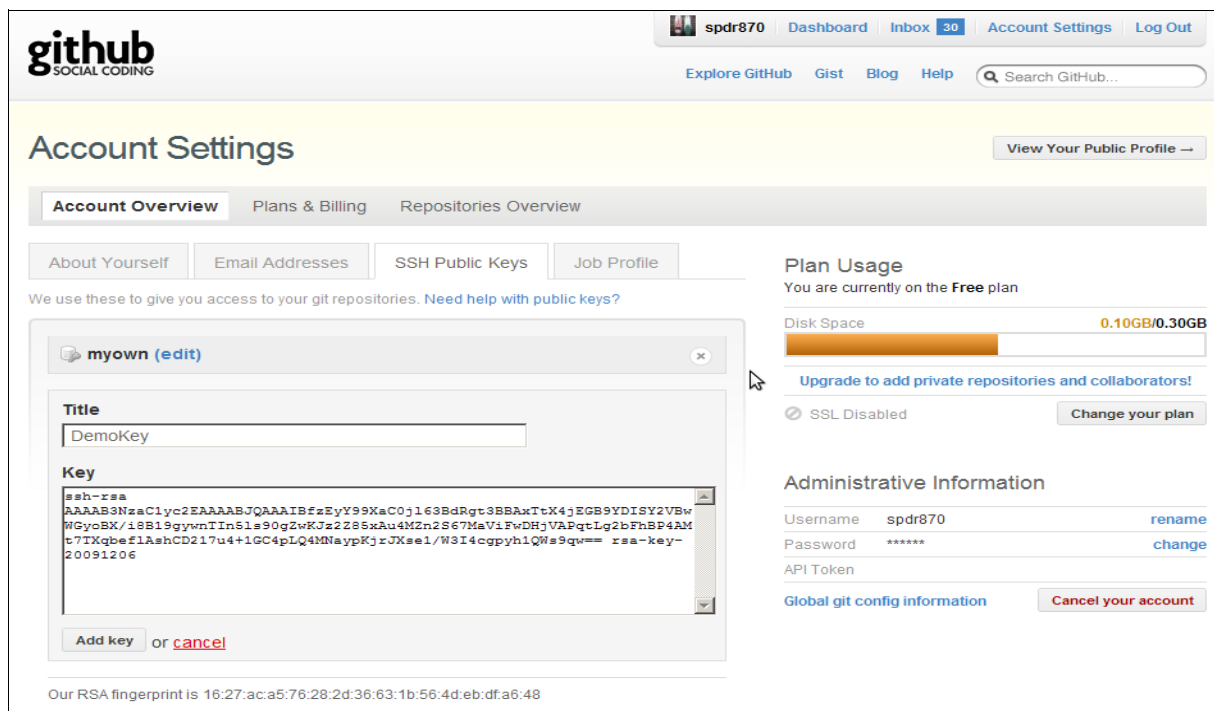 github
SOCIAL CODING
spdr870 Dashboard Inbox 30 Account Settings Log Out
Explore GitHub Gist Blog Help Search GitHub...
Account Settings
View Your Public Profile →
Account Overview Plans & Billing Repositories Overview
About Yourself Email Addresses SSH Public Keys Job Profile
We use these to give you access to your git repositories. Need help with public keys?
myown (edit)
Title
DemoKey
Key
ssh-rsa
AAAAB3NzaC1yc2EAAAABJQAAAIBfzEyY99XaC0jl63BdRgt3BBAxTtX4jEGB9YDISY2VBw
WGyoBX/i8B19gywnTInSls90gZwKJz2Z85xAu4MZn2S67MaViFwDHjVAPqtLg2bFhBP4AM
t7TXqbeflAshCD217u4+1GC4pLQ4MNaypKjrJXse1/W3I4cgpyh1QWs9qw== rsa-key-
20091206
Add key or cancel
Our RSA fingerprint is 16:27:ac:a5:76:28:2d:36:63:1b:56:4d:eb:df:a6:48
Plan Usage
You are currently on the Free plan
Disk Space 0.10GB/0.30GB
Upgrade to add private repositories and collaborators!
SSL Disabled Change your plan
Administrative Information
Username spdr870 rename
Password ****** change
API Token
Global git config information Cancel your account